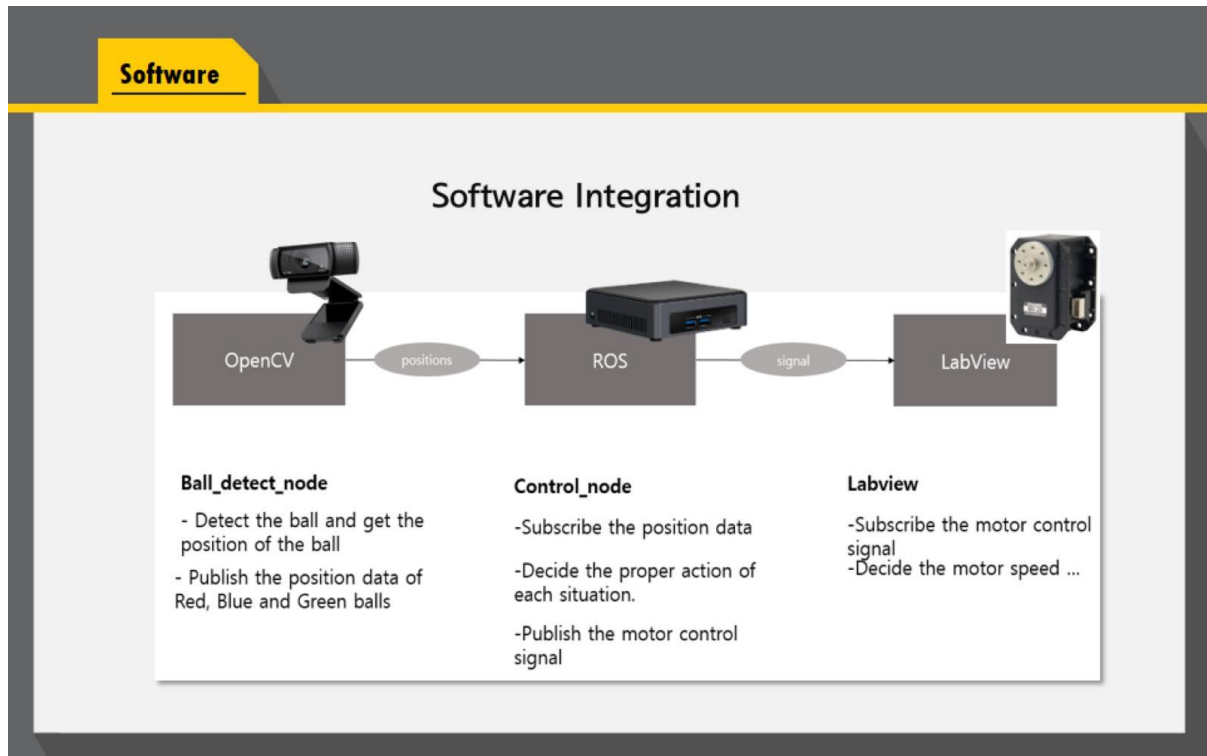 Software
Software Integration
OpenCV
positions
ROS
signal
LabView
Ball_detect_node
- Detect the ball and get the
position of the ball
- Publish the position data of
Red, Blue and Green balls
Control_node
-Subscribe the position data
-Decide the proper action of
each situation.
-Publish the motor control
signal
Labview
-Subscribe the motor control
signal
-Decide the motor speed ...